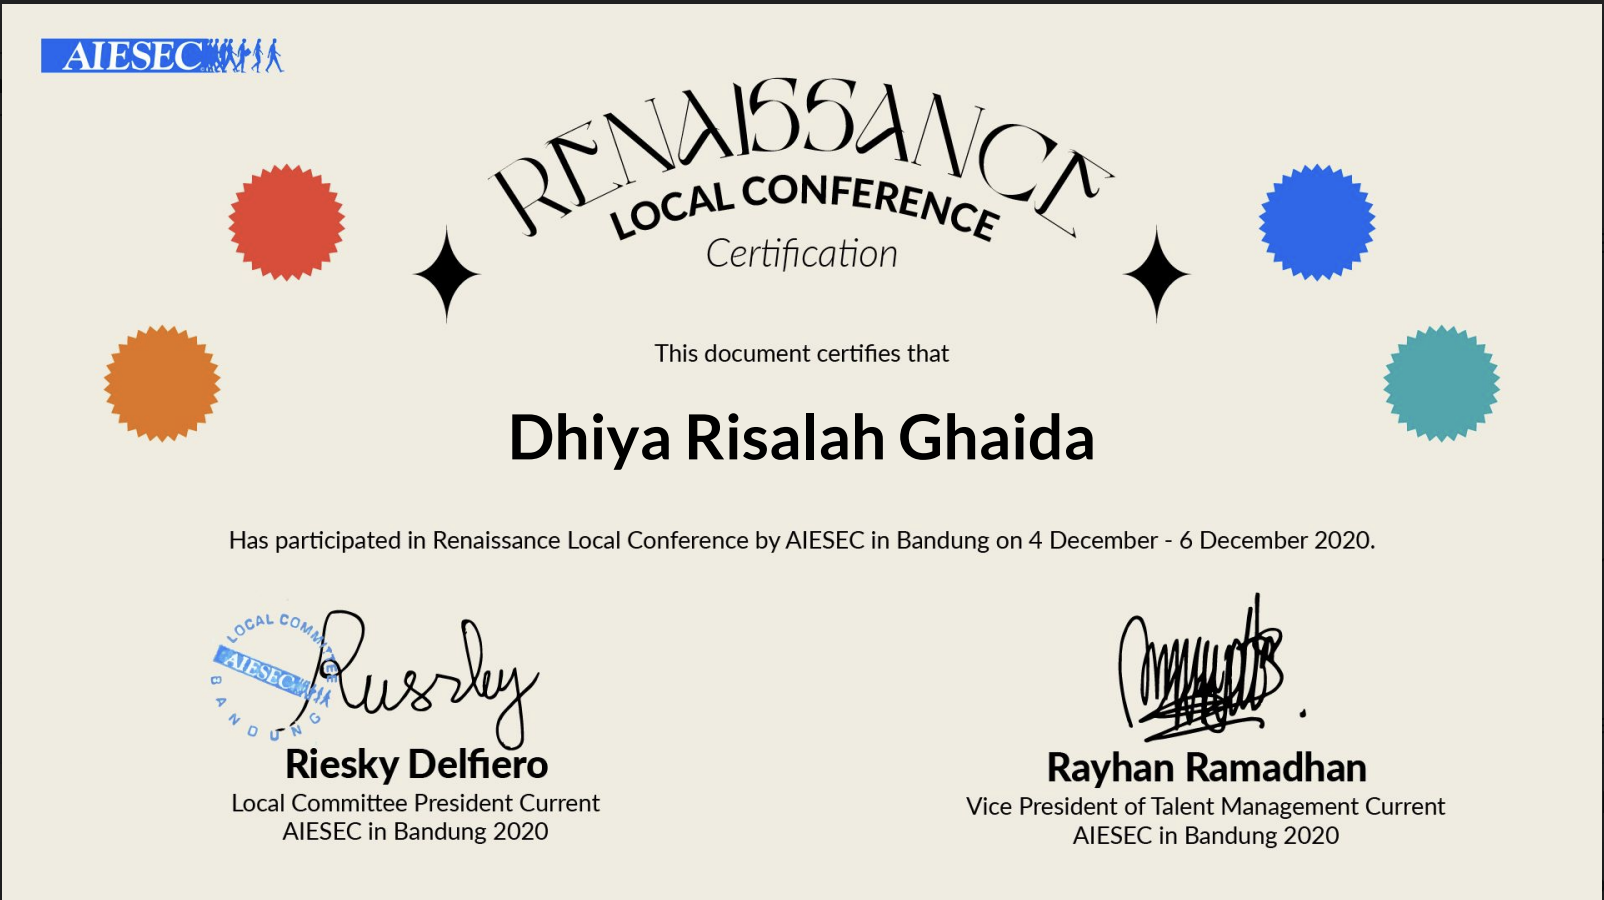 AIESEC
RENAISSANCE
LOCAL CONFERENCE
Certification
This document certifies that
Dhiya Risalah Ghaida
Has participated in Renaissance Local Conference by AIESEC in Bandung on 4 December - 6 December 2020.
LOCAL COMMITTEE
AIESEC
BANDUNG
Russley
Riesky Delfiero
Local Committee President Current
AIESEC in Bandung 2020
Rayhan Ramadhan
Vice President of Talent Management Current
AIESEC in Bandung 2020